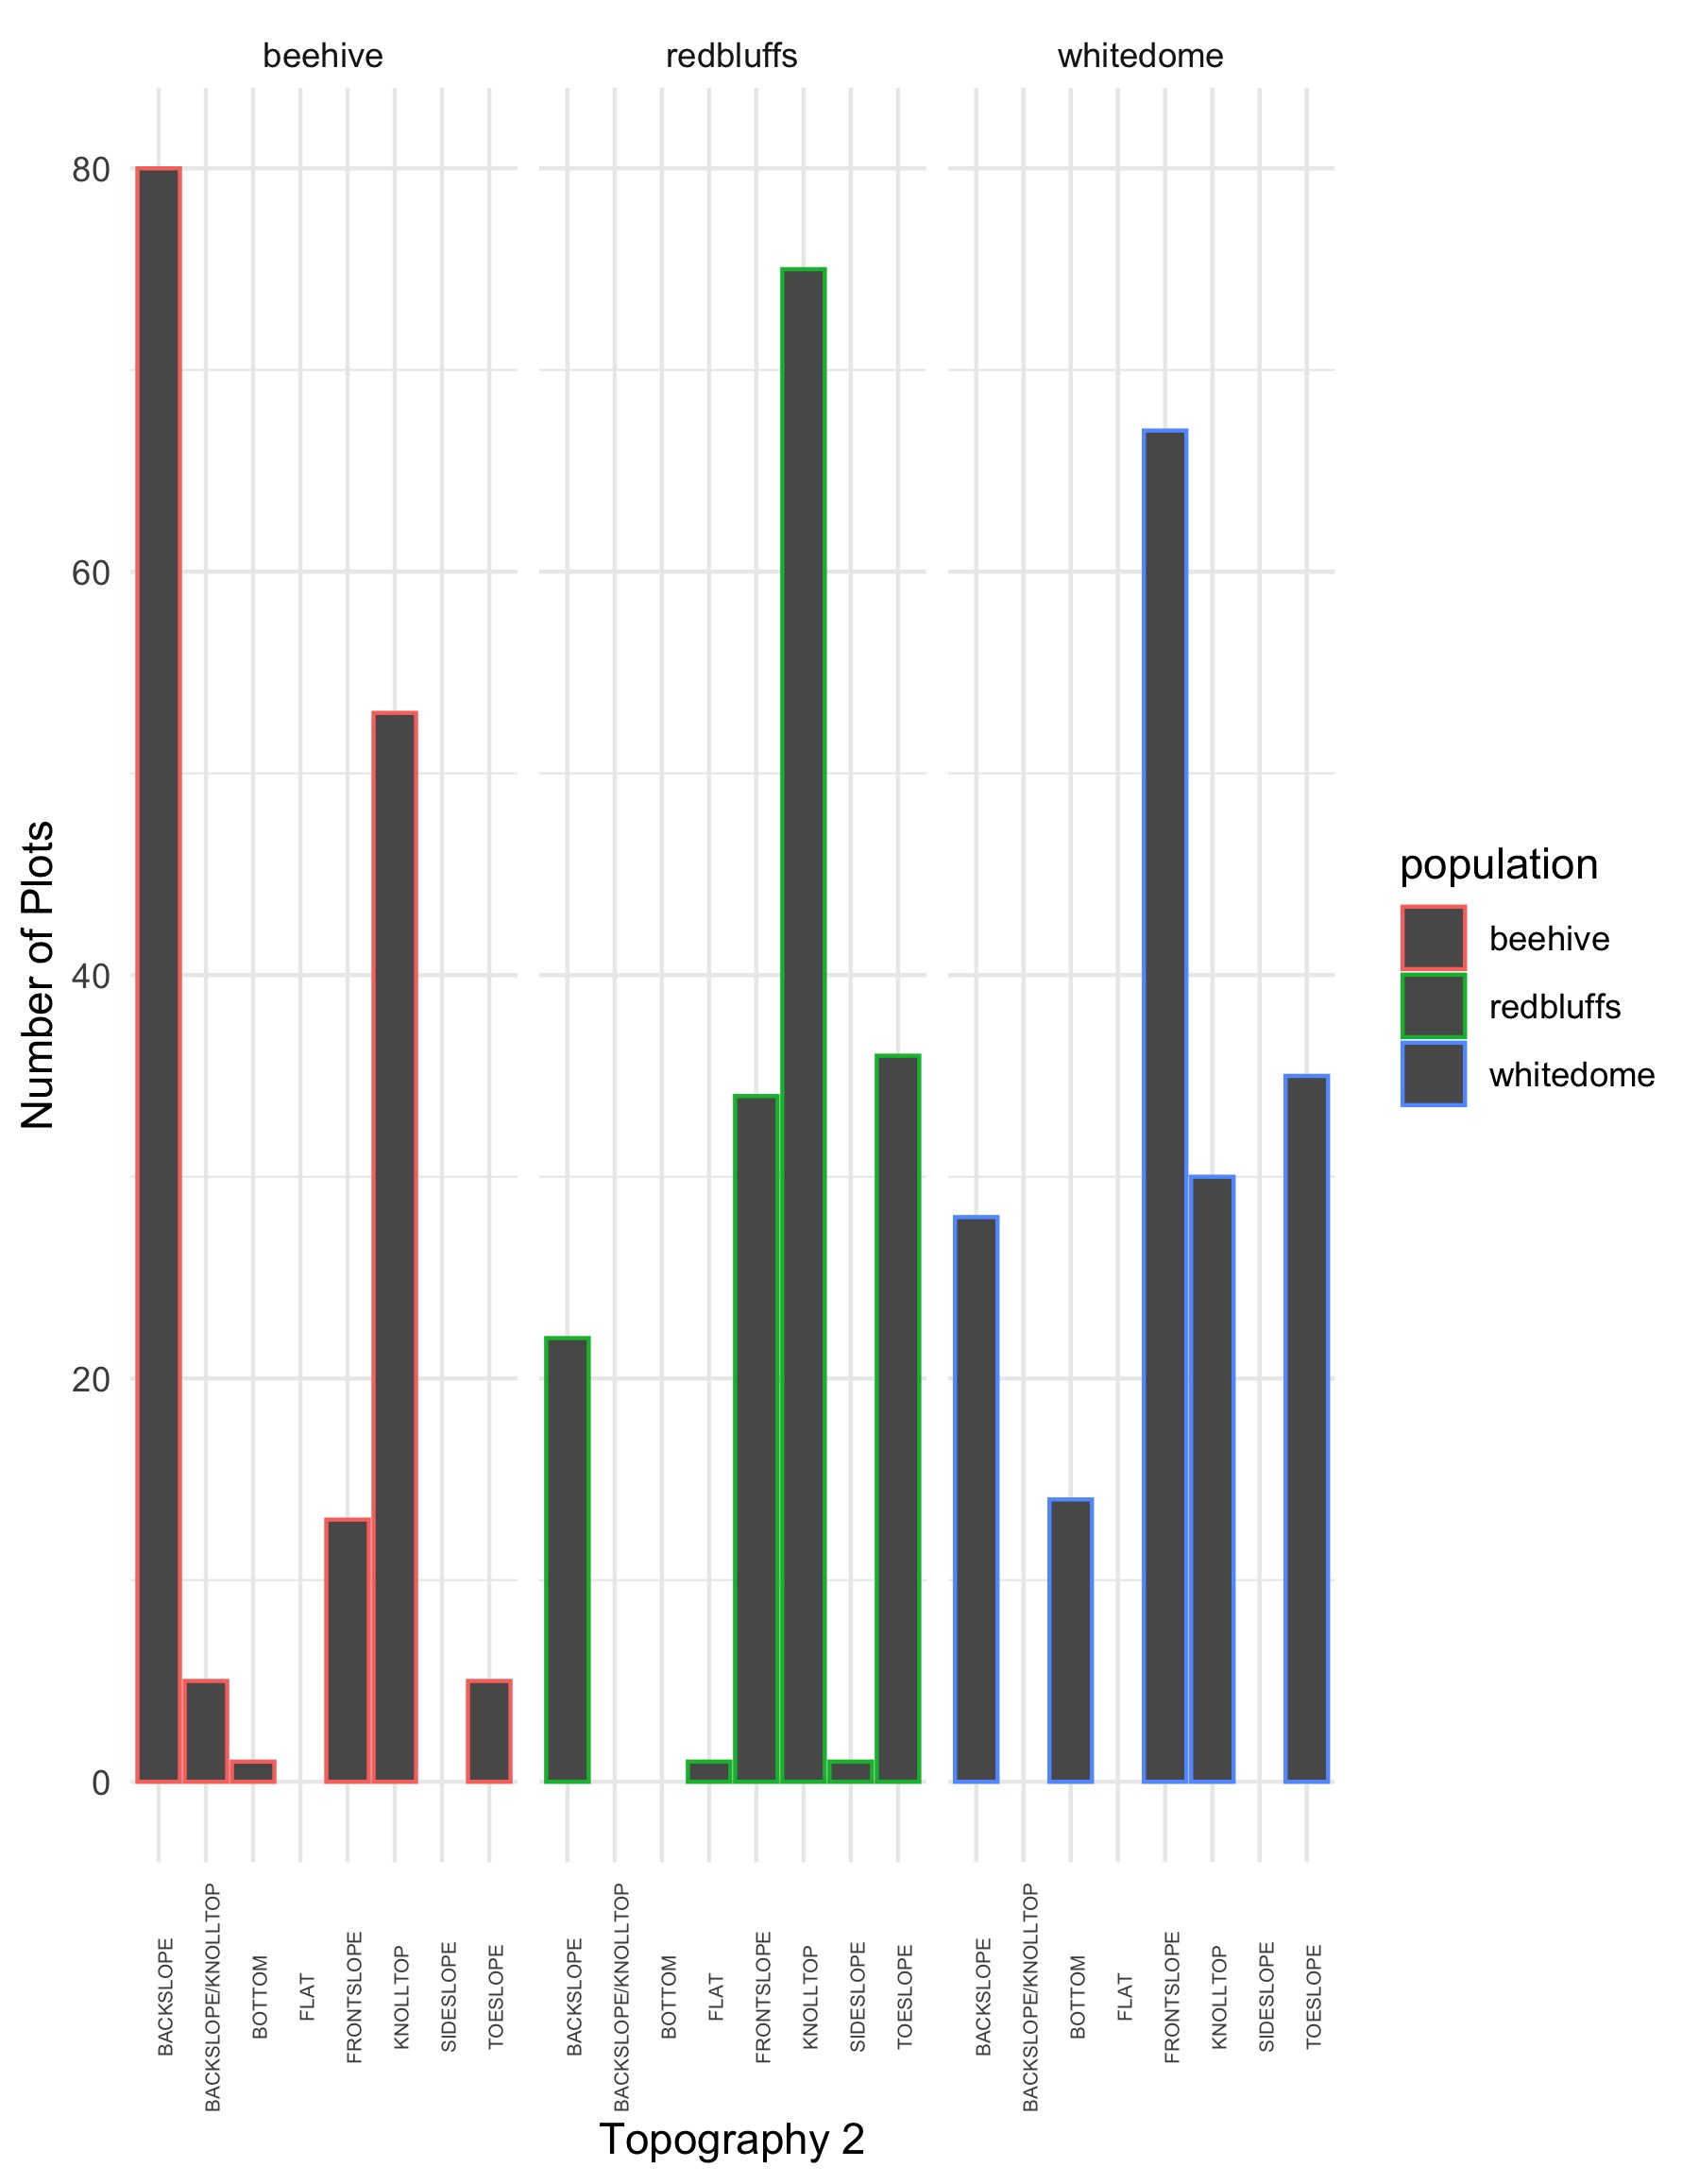 beehive redbluffs whitedome
80
60
40
20
0
Number of Plots
BACKSLOPE
BACKSLOPE/KNOLLTOP
BOTTOM
FLAT
FRONTSLOPE
KNOLLTOP
SIDESLOPE
TOESLOPE
BACKSLOPE
BACKSLOPE/KNOLLTOP
BOTTOM
FLAT
FRONTSLOPE
KNOLLTOP
SIDESLOPE
TOESLOPE
BACKSLOPE
BACKSLOPE/KNOLLTOP
BOTTOM
FLAT
FRONTSLOPE
KNOLLTOP
SIDESLOPE
TOESLOPE
Topography 2
population
beehive
redbluffs
whitedome